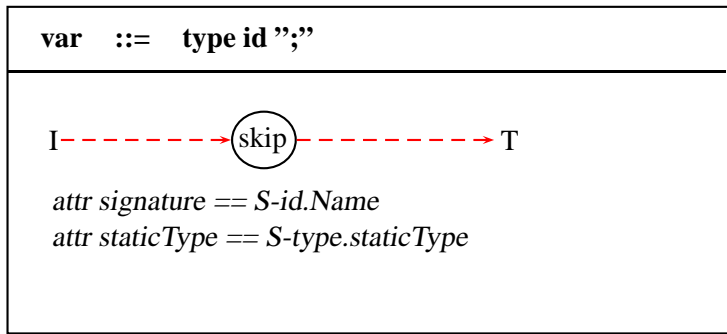 var ::= type id ”;”
I skip T
attr signature == S-id.Name
attr staticType == S-type.staticType